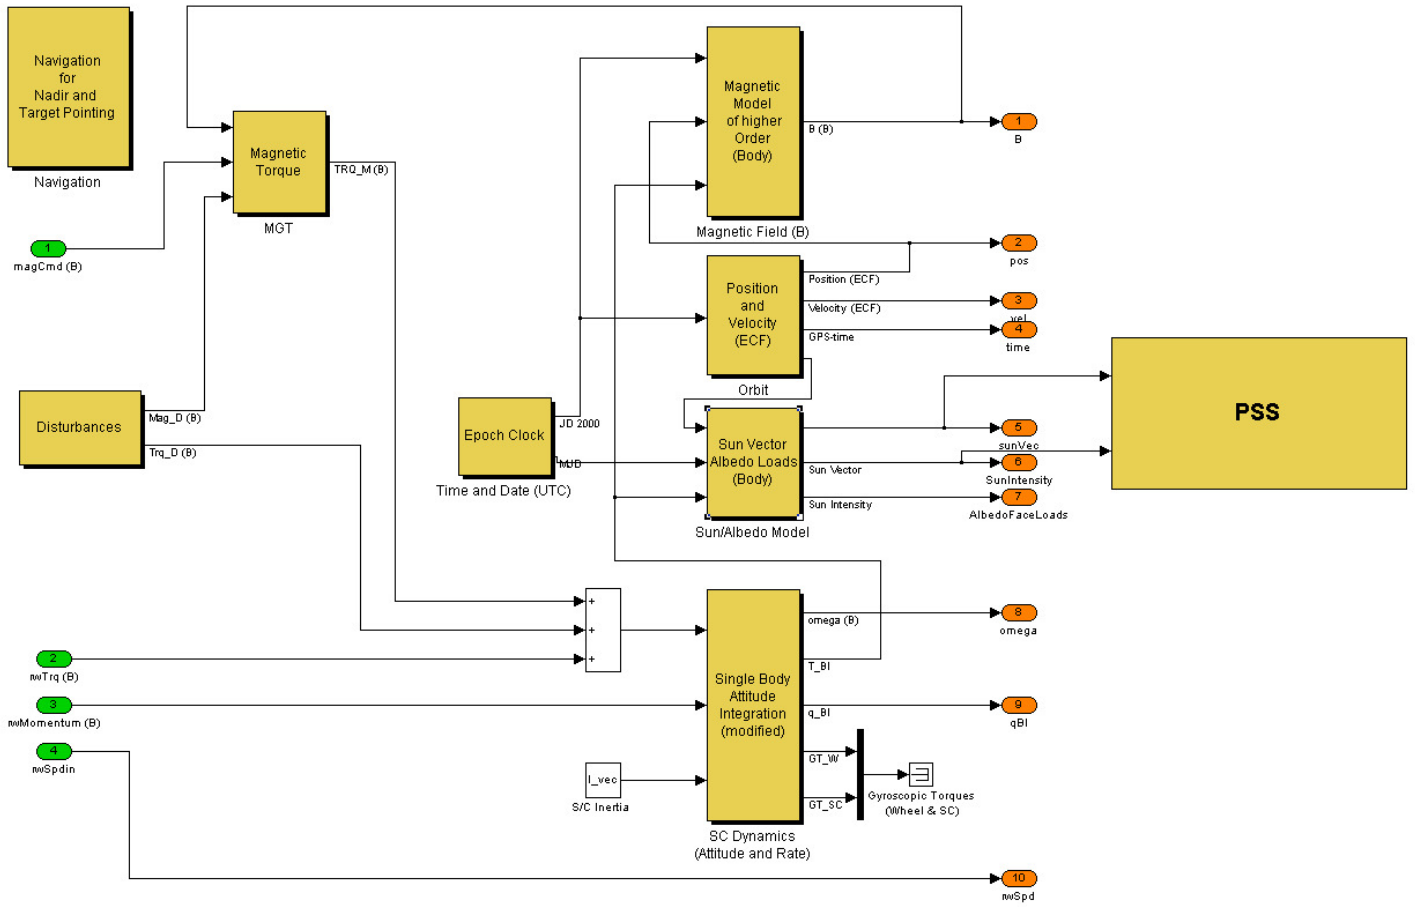 Navigation
for
Nadir and
Target Pointing
Navigation
Magnetic
Torque
TRQ_M (B)
MGT
1
magCmd (B)
Magnetic
Model
of higher
Order
(Body)
B (B)
Magnetic Field (B)
1
B
2
pos
Position
and
Velocity
(ECF)
Position (ECF)
Velocity (ECF)
GPS-time
Orbit
3
vel
4
time
Disturbances
Mag_D (B)
Trq_D (B)
Epoch Clock
JD 2000
MJD
Time and Date (UTC)
Sun Vector
Albedo Loads
(Body)
Sun Vector
Sun Intensity
Sun/Albedo Model
5
sunVec
6
SunIntensity
7
AlbedoFaceLoads
PSS
+
+
+
2
rwTrq (B)
3
rwMomentum (B)
4
rwSpdin
I_vec
S/C Inertia
Single Body
Attitude
Integration
(modified)
omega (B)
T_BI
q_BI
GT_W
GT_SC
SC Dynamics
(Attitude and Rate)
Gyroscopic Torques
(Wheel & SC)
8
omega
9
qBI
10
rwSpd